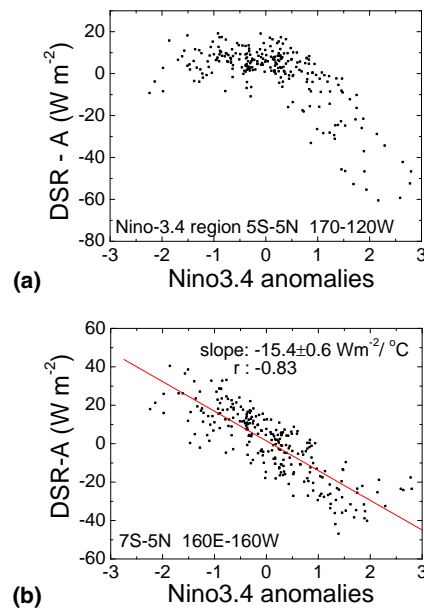 20
0
-20
-40
-60
-80
DSR - A (W m-2)
Nino-3.4 region 5S-5N 170-120W
-3 -2 -1 0 1 2 3
(a)
Nino3.4 anomalies
60
40
20
0
-20
-40
-60
DSR-A (W m-2)
slope: -15.4±0.6 Wm-2/ oC
r : -0.83
7S-5N 160E-160W
-3 -2 -1 0 1 2 3
(b)
Nino3.4 anomalies